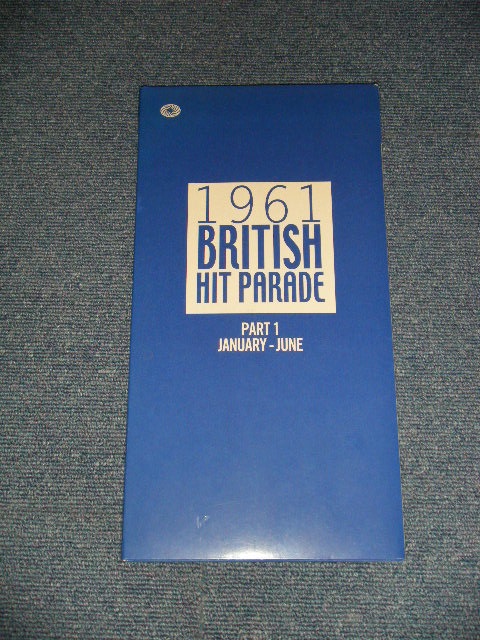 1961
BRITISH
HIT PARADE
PART 1
JANUARY - JUNE